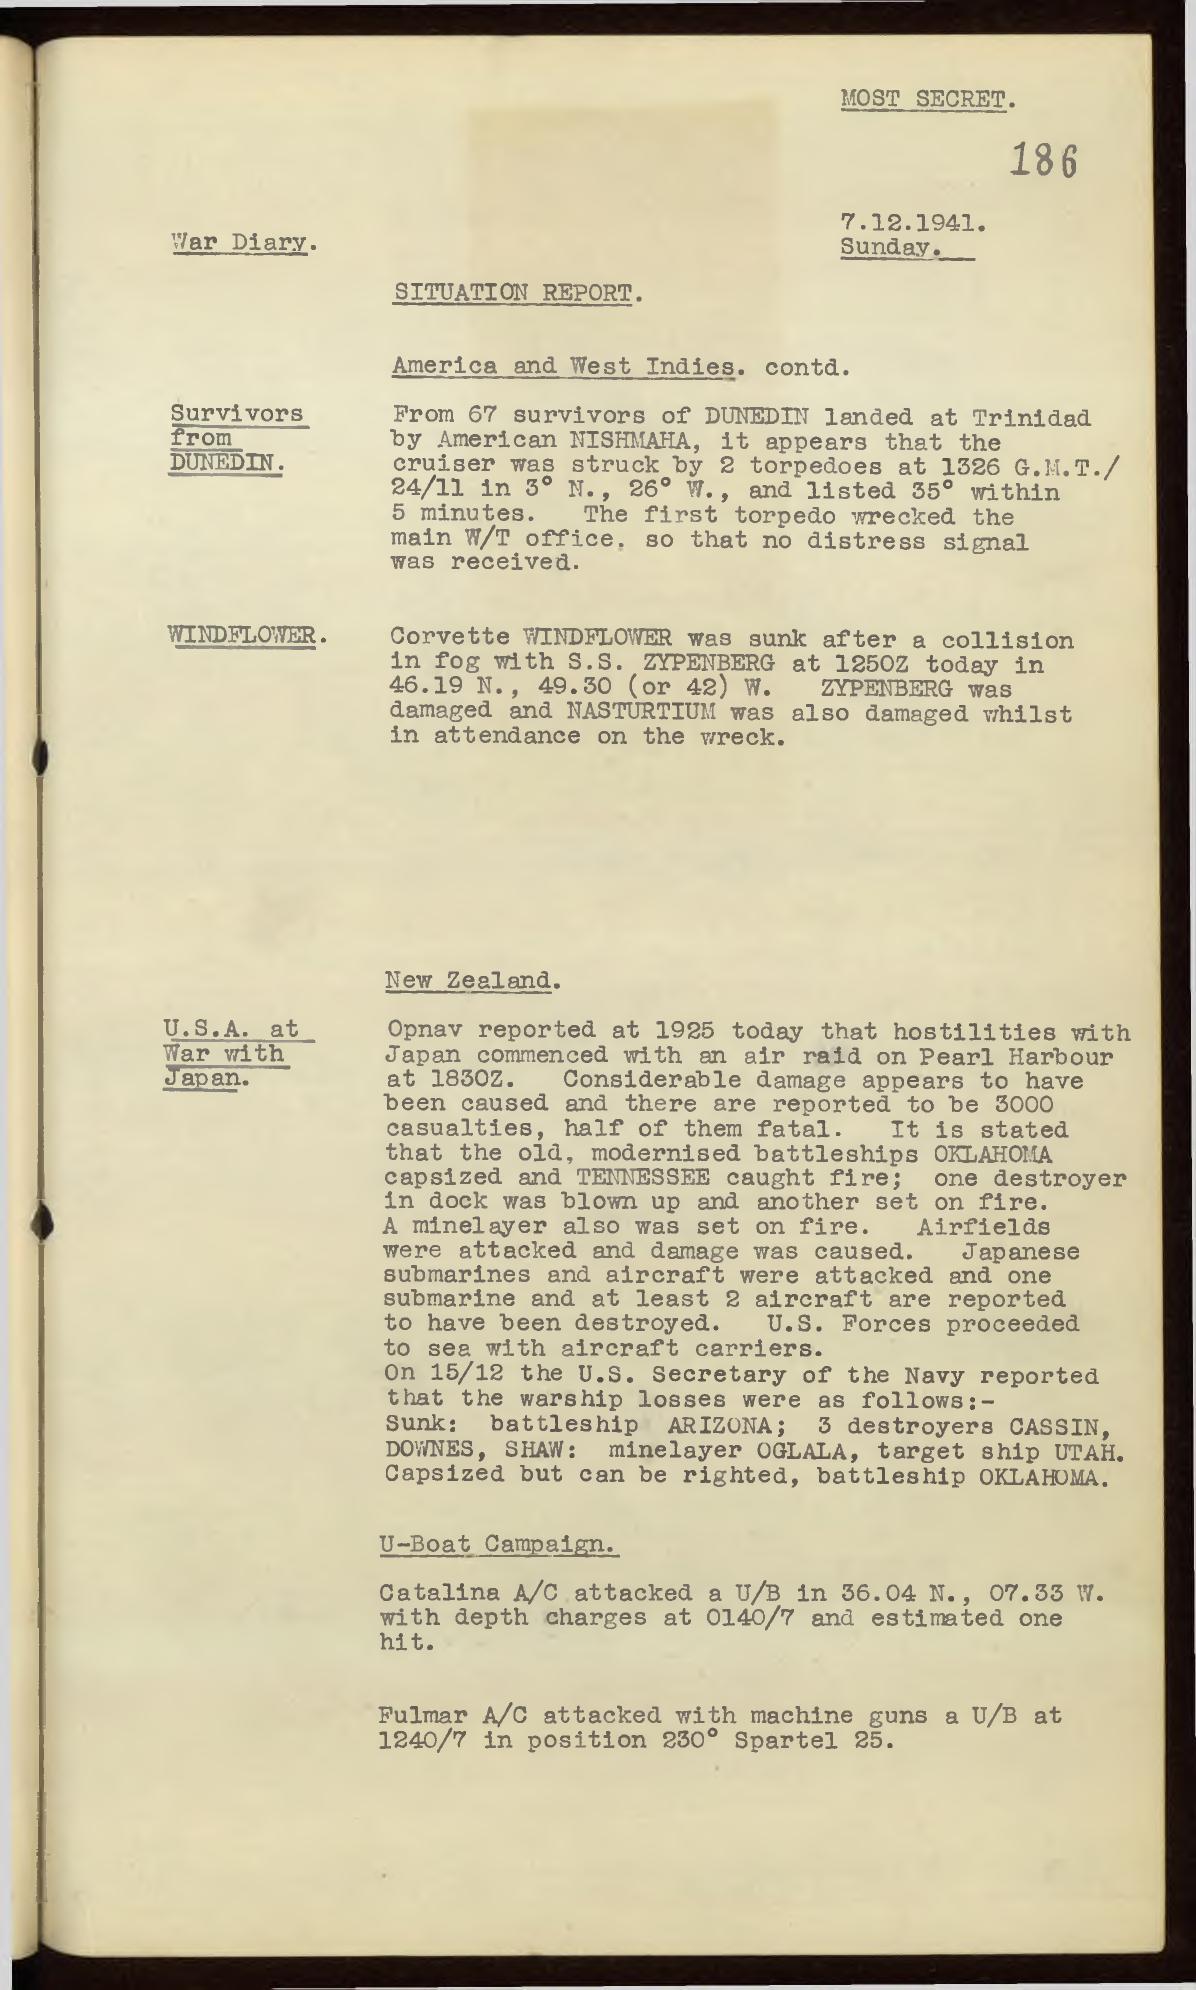 MOST SECRET.
186
7.12.1941.
War Diary.
Sunday.
SITUATION REPORT.
America and West Indies. contd.
Survivors
from
DUNEDIN.
From 67 survivors of DUNEDIN landed at Trinidad
by American NISHMAHA, it appears that the
cruiser was struck by 2 torpedoes at 1326 G.M.T./
24/11 in 3° N., 26° W., and listed 35° within
5 minutes. The first torpedo wrecked the
main W/T office. so that no distress signal
was received.
WINDFLOWER.
Corvette WINDFLOWER was sunk after a collision
in fog with S.S. ZYPENBERG at 1250Z today in
46.19 N., 49.30 (or 42) W. ZYPENBERG was
damaged and NASTURTIUM was also damaged whilst
in attendance on the wreck.
New Zealand.
U.S.A. at
War with
Japan.
Opnav reported at 1925 today that hostilities with
Japan commenced with an air raid on Pearl Harbour
at 1830Z. Considerable damage appears to have
been caused and there are reported to be 3000
casualties, half of them fatal. It is stated
that the old, modernised battleships OKLAHOMA
capsized and TENNESSEE caught fire; one destroyer
in dock was blown up and another set on fire.
A minelayer also was set on fire. Airfields
were attacked and damage was caused. Japanese
submarines and aircraft were attacked and one
submarine and at least 2 aircraft are reported
to have been destroyed. U.S. Forces proceeded
to sea with aircraft carriers.
On 15/12 the U.S. Secretary of the Navy reported
that the warship losses were as follows:-
Sunk: battleship ARIZONA; 3 destroyers CASSIN,
DOWNES, SHAW: minelayer OGLALA, target ship UTAH.
Capsized but can be righted, battleship OKLAHOMA.
U-Boat Campaign.
Catalina A/C attacked a U/B in 36.04 N., 07.33 W.
with depth charges at 0140/7 and estimated one
hit.
Fulmar A/C attacked with machine guns a U/B at
1240/7 in position 230° Spartel 25.